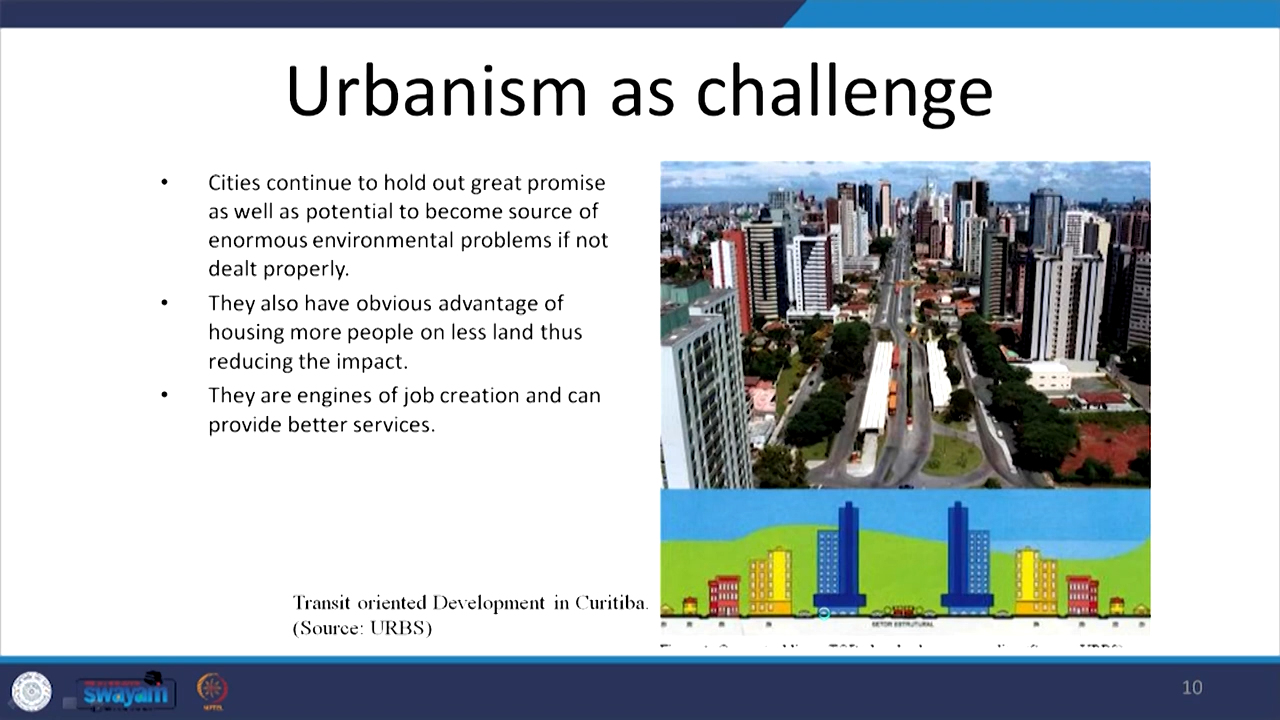 Urbanism as challenge
• Cities continue to hold out great promise
as well as potential to become source of
enormous environmental problems if not
dealt properly.
• They also have obvious advantage of
housing more people on less land thus
reducing the impact.
• They are engines of job creation and can
provide better services.
Transit oriented Development in Curitiba.
(Source: URBS)
SETOR ESTRUTURAL
swayam
10